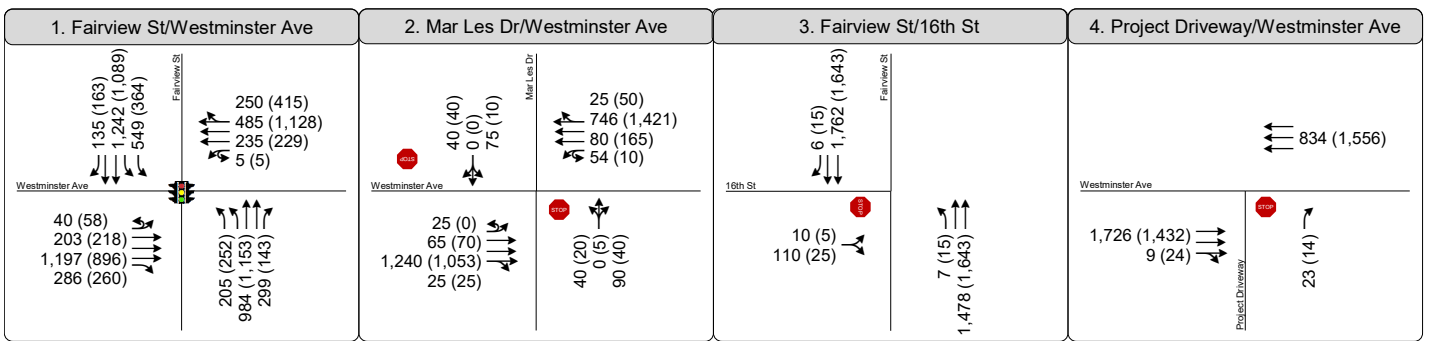 1. Fairview St/Westminster Ave
135 (163)
1,242 (1,089)
549 (364)
Fairview St
250 (415)
485 (1,128)
235 (229)
5 (5)
Westminster Ave
40 (58)
203 (218)
1,197 (896)
286 (260)
205 (252)
984 (1,153)
299 (143)
2. Mar Les Dr/Westminster Ave
40 (40)
0 (0)
75 (10)
Mar Les Dr
25 (50)
746 (1,421)
80 (165)
54 (10)
STOP
Westminster Ave
STOP
25 (0)
65 (70)
1,240 (1,053)
25 (25)
40 (20)
0 (5)
90 (40)
3. Fairview St/16th St
6 (15)
1,762 (1,643)
Fairview St
16th St
STOP
10 (5)
110 (25)
7 (15)
1,478 (1,643)
4. Project Driveway/Westminster Ave
834 (1,556)
Westminster Ave
STOP
1,726 (1,432)
9 (24)
Project Driveway
23 (14)